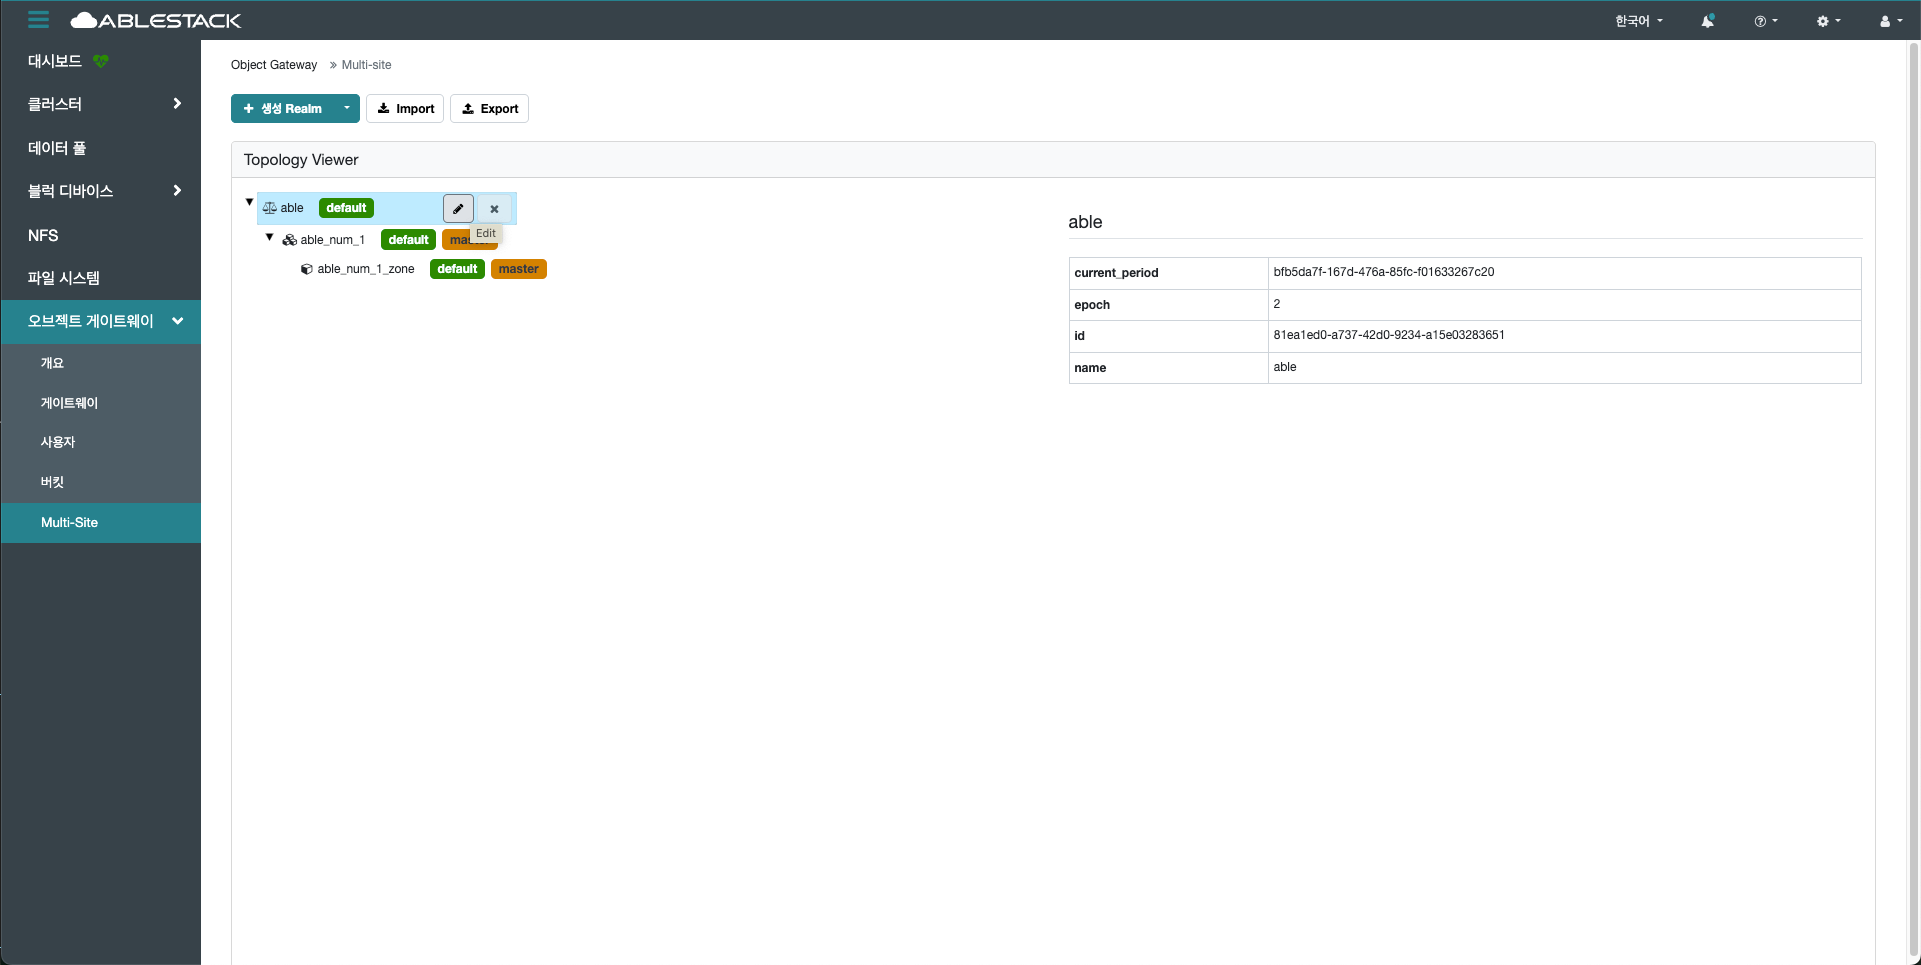 ABLESTACK
한국어
대시보드
클러스터
데이터 풀
블럭 디바이스
NFS
파일 시스템
오브젝트 게이트웨이
개요
게이트웨이
사용자
버킷
Multi-Site
Object Gateway » Multi-site
생성 Realm
Import
Export
Topology Viewer
able default
Edit
able_num_1 default
able_num_1_zone default master
able
current_period bfb5da7f-167d-476a-85fc-f01633267c20
epoch 2
id 81ea1ed0-a737-42d0-9234-a15e03283651
name able